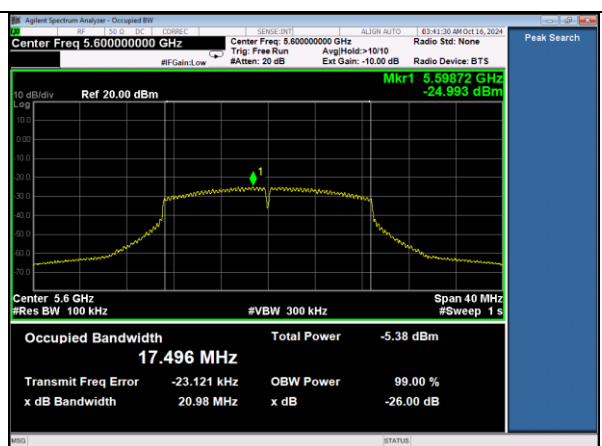 Agilent Spectrum Analyzer - Occupied BW
RF 50 Ω DC CORREC SENSE:INT ALIGN AUTO 03:41:30 AM Oct 16, 2024
Center Freq 5.600000000 GHz
Center Freq: 5.600000000 GHz
Radio Std: None
Trig: Free Run Avg|Hold:>10/10
#IFGain:Low #Atten: 20 dB Ext Gain: -10.00 dB Radio Device: BTS
Peak Search
Mkr1 5.59872 GHz
-24.993 dBm
10 dB/div Ref 20.00 dBm
Log
10.0
0.00
-10.0
-20.0
-30.0
-40.0
-50.0
-60.0
-70.0
1
Center 5.6 GHz Span 40 MHz
#Res BW 100 kHz #VBW 300 kHz #Sweep 1 s
Occupied Bandwidth Total Power -5.38 dBm
17.496 MHz
Transmit Freq Error -23.121 kHz OBW Power 99.00 %
x dB Bandwidth 20.98 MHz x dB -26.00 dB
MSG STATUS